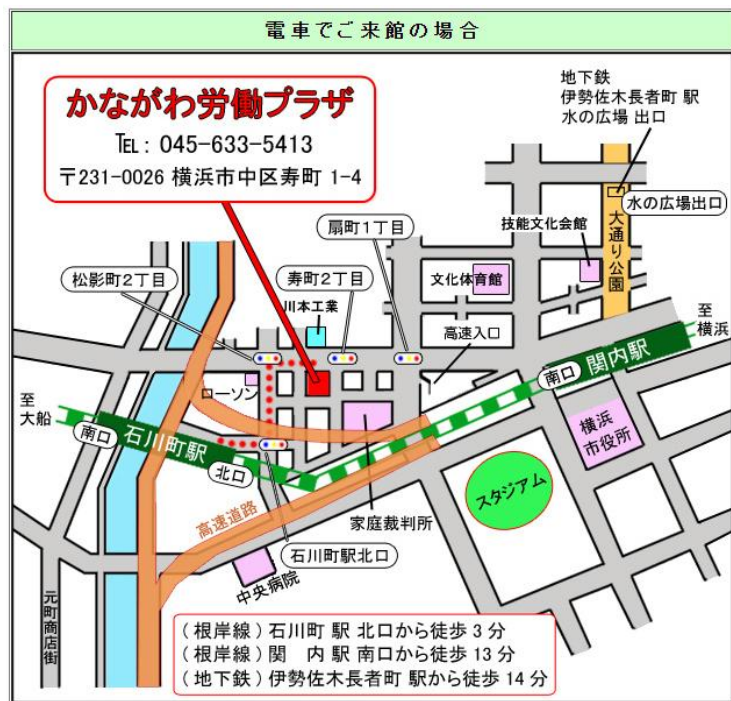 電車でご来館の場合
かながわ労働プラザ
TEL: 045-633-5413
〒231-0026 横浜市中区寿町 1-4
地下鉄
伊勢佐木長者町 駅
水の広場 出口
水の広場出口
大通り公園
技能文化会館
扇町1丁目
松影町2丁目
寿町2丁目
文化体育館
川本工業
高速入口
至
横浜
関内駅
南口
ローソン
至
大船
南口
石川町駅
北口
横浜
市役所
スタジアム
高速道路
家庭裁判所
石川町駅北口
中央病院
元町商店街
(根岸線) 石川町 駅 北口から徒歩 3 分
(根岸線) 関 内 駅 南口から徒歩 13 分
(地下鉄) 伊勢佐木長者町 駅から徒歩 14 分